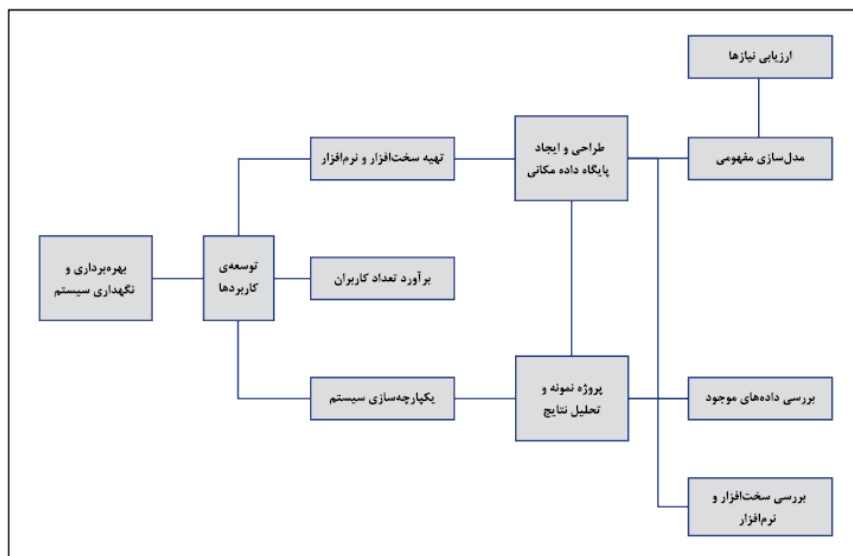 ارزیابی نیازها
مدل‌سازی مفهومی
طراحی و ایجاد
پایگاه داده مکانی
تهیه سخت‌افزار و نرم‌افزار
توسعه‌ی
کاربردها
بهره‌برداری و
نگهداری سیستم
برآورد تعداد کاربران
یکپارچه‌سازی سیستم
پروژه نمونه و
تحلیل نتایج
بررسی داده‌های موجود
بررسی سخت‌افزار و
نرم‌افزار